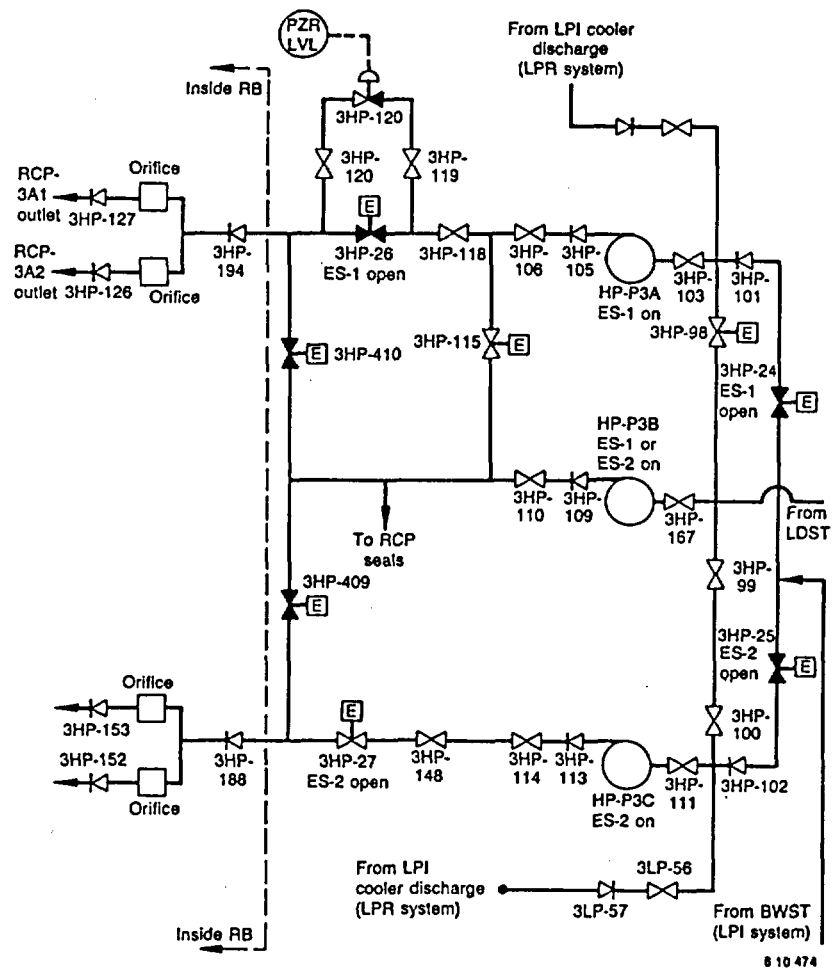 PZR
LVL
From LPI cooler
discharge
(LPR system)
Inside RB
3HP-120
3HP-
120
3HP-
119
RCP-
3A1
outlet
Orifice
3HP-127
RCP-
3A2
outlet
3HP-126
Orifice
3HP-
194
E
3HP-26
ES-1 open
3HP-118
3HP-
106
3HP-
105
HP-P3A
ES-1 on
3HP-
103
3HP-
101
3HP-98
E
3HP-410
E
3HP-115
E
3HP-24
ES-1
open
E
HP-P3B
ES-1 or
ES-2 on
3HP-
110
3HP-
109
3HP-
167
From
LDST
To RCP
seals
3HP-409
E
3HP-
99
3HP-25
ES-2
open
E
Orifice
3HP-153
3HP-152
Orifice
3HP-
188
E
3HP-27
ES-2 open
3HP-
148
3HP-
114
3HP-
113
HP-P3C
ES-2 on
3HP-
111
3HP-
100
3HP-102
From LPI
cooler discharge
(LPR system)
3LP-56
3LP-57
From BWST
(LPI system)
Inside RB
6 10 474